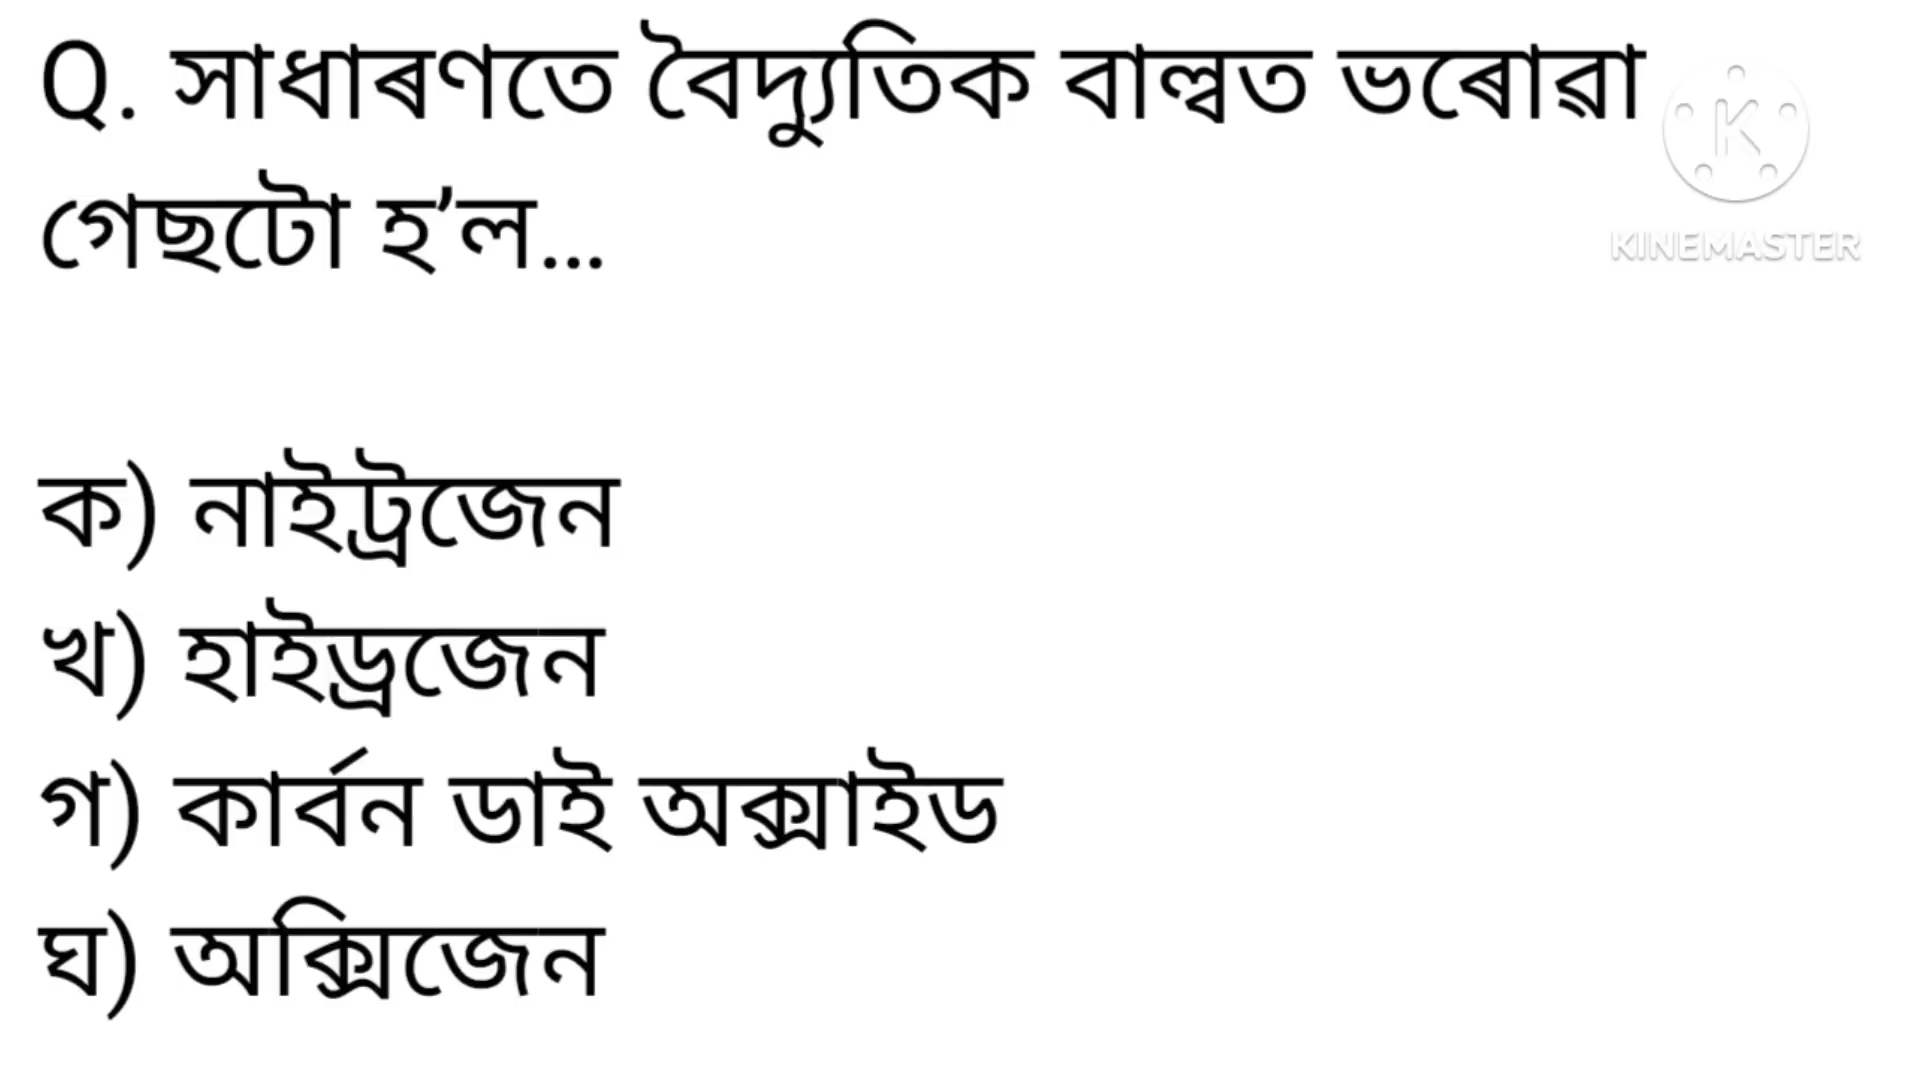 Q. সাধাৰণতে বৈদ্যুতিক বাল্বত ভৰোৱা
গেছটো হ’ল...
KINEMASTER
ক) নাইট্ৰজেন
খ) হাইড্ৰজেন
গ) কাৰ্বন ডাই অক্সাইড
ঘ) অক্সিজেন